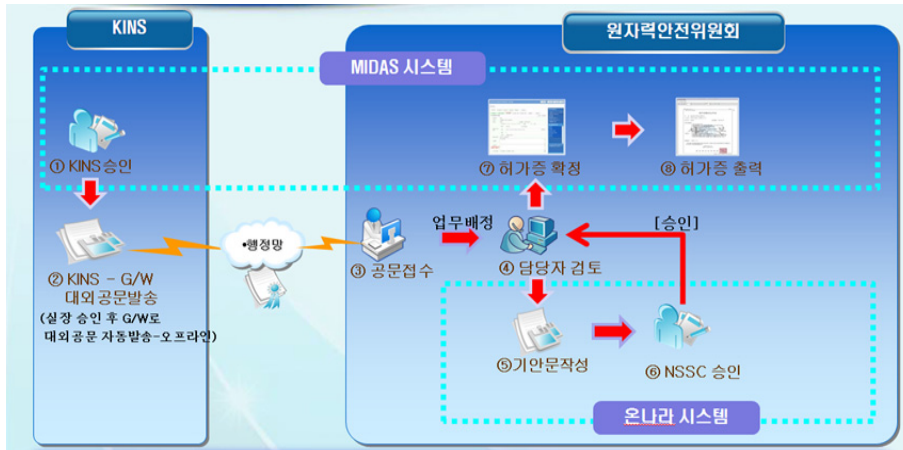 KINS
원자력안전위원회
MIDAS 시스템
① KINS 승인
⑦ 허가증 확정
⑧ 허가증 출력
② KINS - G/W
대외 공문발송
(실장 승인 후 G/W로
대외공문 자동발송-오프라인)
•행정망
③ 공문접수
업무배정
④ 담당자 검토
[승인]
⑤기안문작성
⑥ NSSC 승인
온나라 시스템